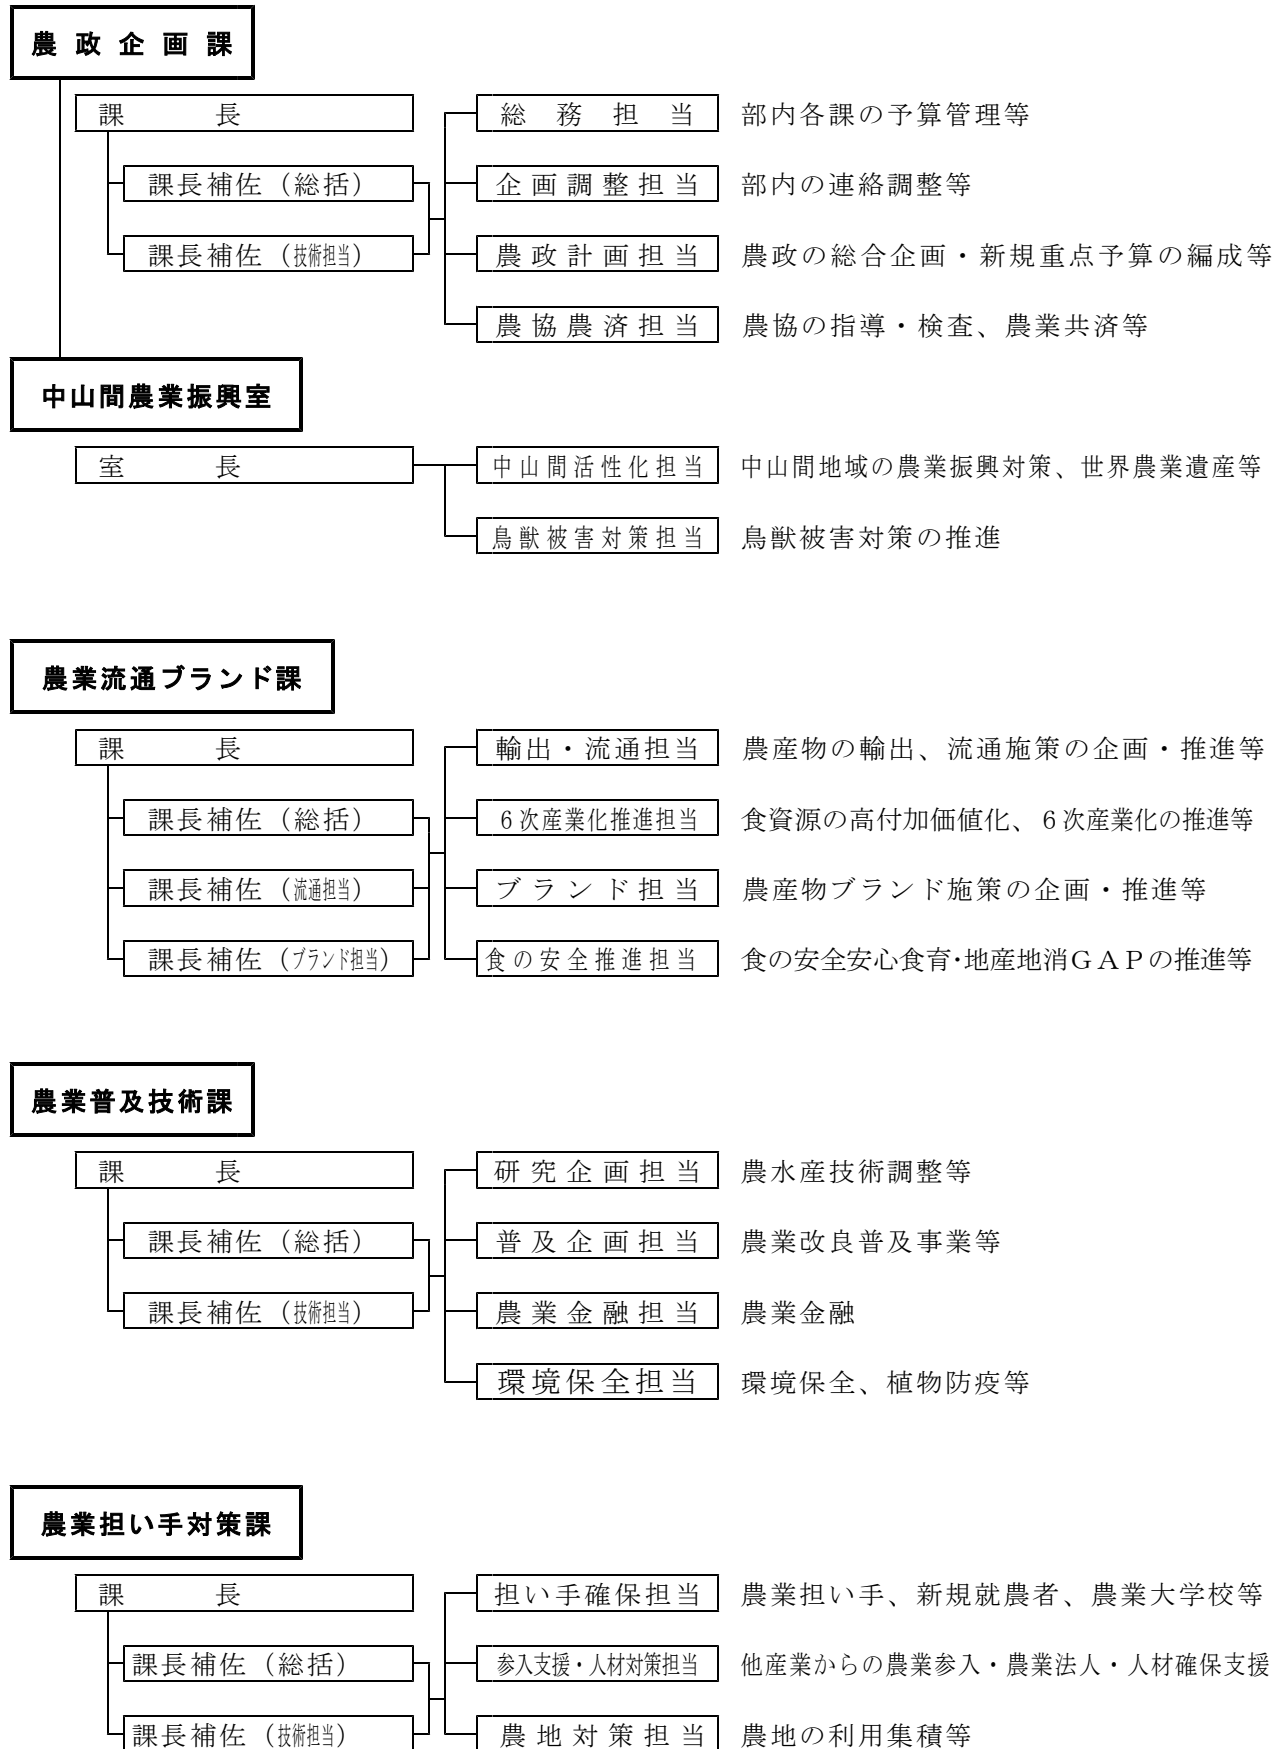 農政企画課
課長 総務担当 部内各課の予算管理等
課長補佐（総括） 企画調整担当 部内の連絡調整等
課長補佐（技術担当） 農政計画担当 農政の総合企画・新規重点予算の編成等
農協農済担当 農協の指導・検査、農業共済等
中山間農業振興室
室長 中山間活性化担当 中山間地域の農業振興対策、世界農業遺産等
鳥獣被害対策担当 鳥獣被害対策の推進
農業流通ブランド課
課長 輸出・流通担当 農産物の輸出、流通施策の企画・推進等
課長補佐（総括） ６次産業化推進担当 食資源の高付加価値化、６次産業化の推進等
課長補佐（流通担当） ブランド担当 農産物ブランド施策の企画・推進等
課長補佐（ブランド担当） 食の安全推進担当 食の安全安心食育・地産地消ＧＡＰの推進等
農業普及技術課
課長 研究企画担当 農水産技術調整等
課長補佐（総括） 普及企画担当 農業改良普及事業等
課長補佐（技術担当） 農業金融担当 農業金融
環境保全担当 環境保全、植物防疫等
農業担い手対策課
課長 担い手確保担当 農業担い手、新規就農者、農業大学校等
課長補佐（総括） 参入支援・人材対策担当 他産業からの農業参入・農業法人・人材確保支援
課長補佐（技術担当） 農地対策担当 農地の利用集積等